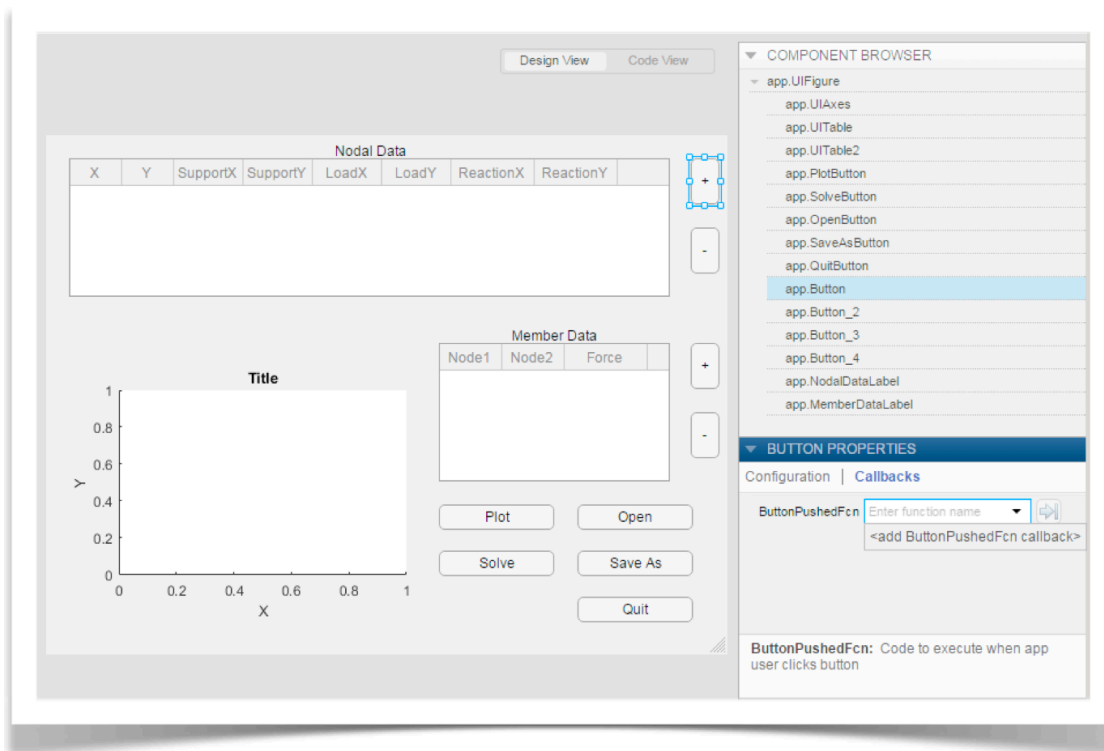 Design View Code View
Nodal Data
X Y SupportX SupportY LoadX LoadY ReactionX ReactionY
+
-
Member Data
Node1 Node2 Force
+
-
Title
1
0.8
0.6
0.4
0.2
0
Y
0 0.2 0.4 0.6 0.8 1
X
Plot Open
Solve Save As
Quit
COMPONENT BROWSER
app.UIFigure
app.UIAxes
app.UITable
app.UITable2
app.PlotButton
app.SolveButton
app.OpenButton
app.SaveAsButton
app.QuitButton
app.Button
app.Button_2
app.Button_3
app.Button_4
app.NodalDataLabel
app.MemberDataLabel
BUTTON PROPERTIES
Configuration | Callbacks
ButtonPushedFcn Enter function name
<add ButtonPushedFcn callback>
ButtonPushedFcn: Code to execute when app
user clicks button